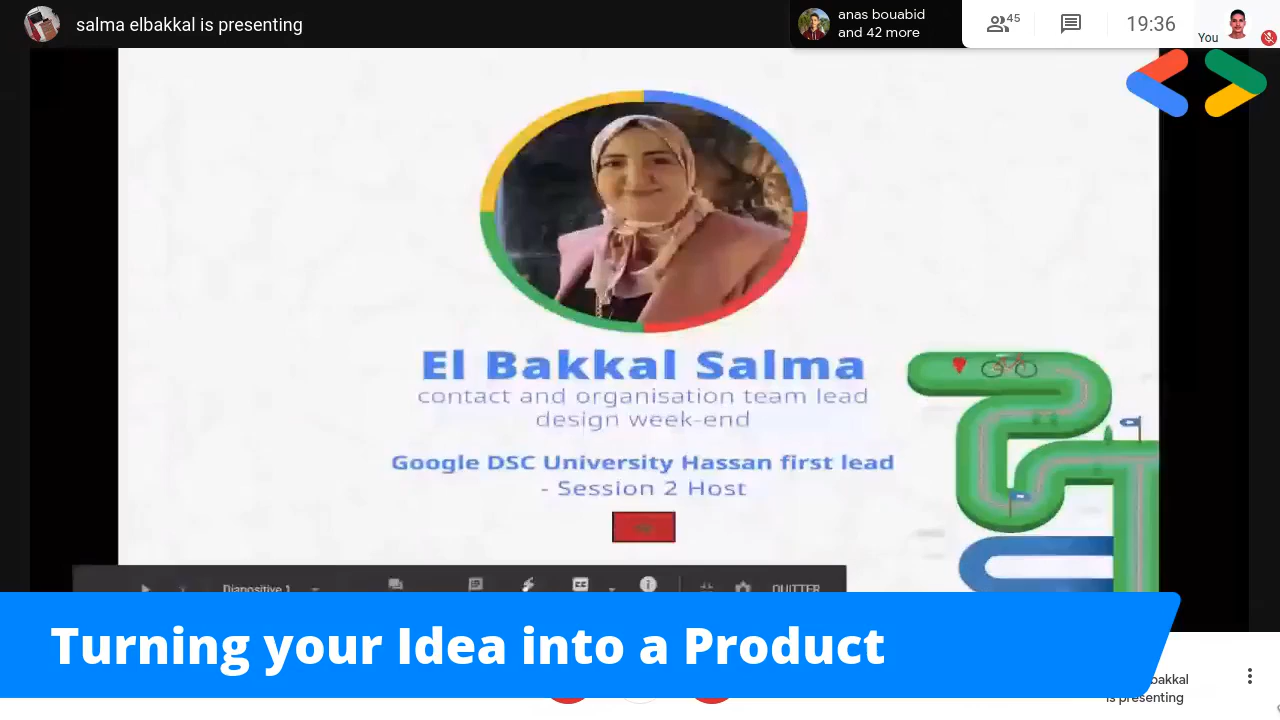 salma elbakkal is presenting
anas bouabid
and 42 more
45
19:36
You
El Bakkal Salma
contact and organisation team lead
design week-end
Google DSC University Hassan first lead
- Session 2 Host
Diapositive 1
QUITTER
Turning your Idea into a Product
bakkal
is presenting